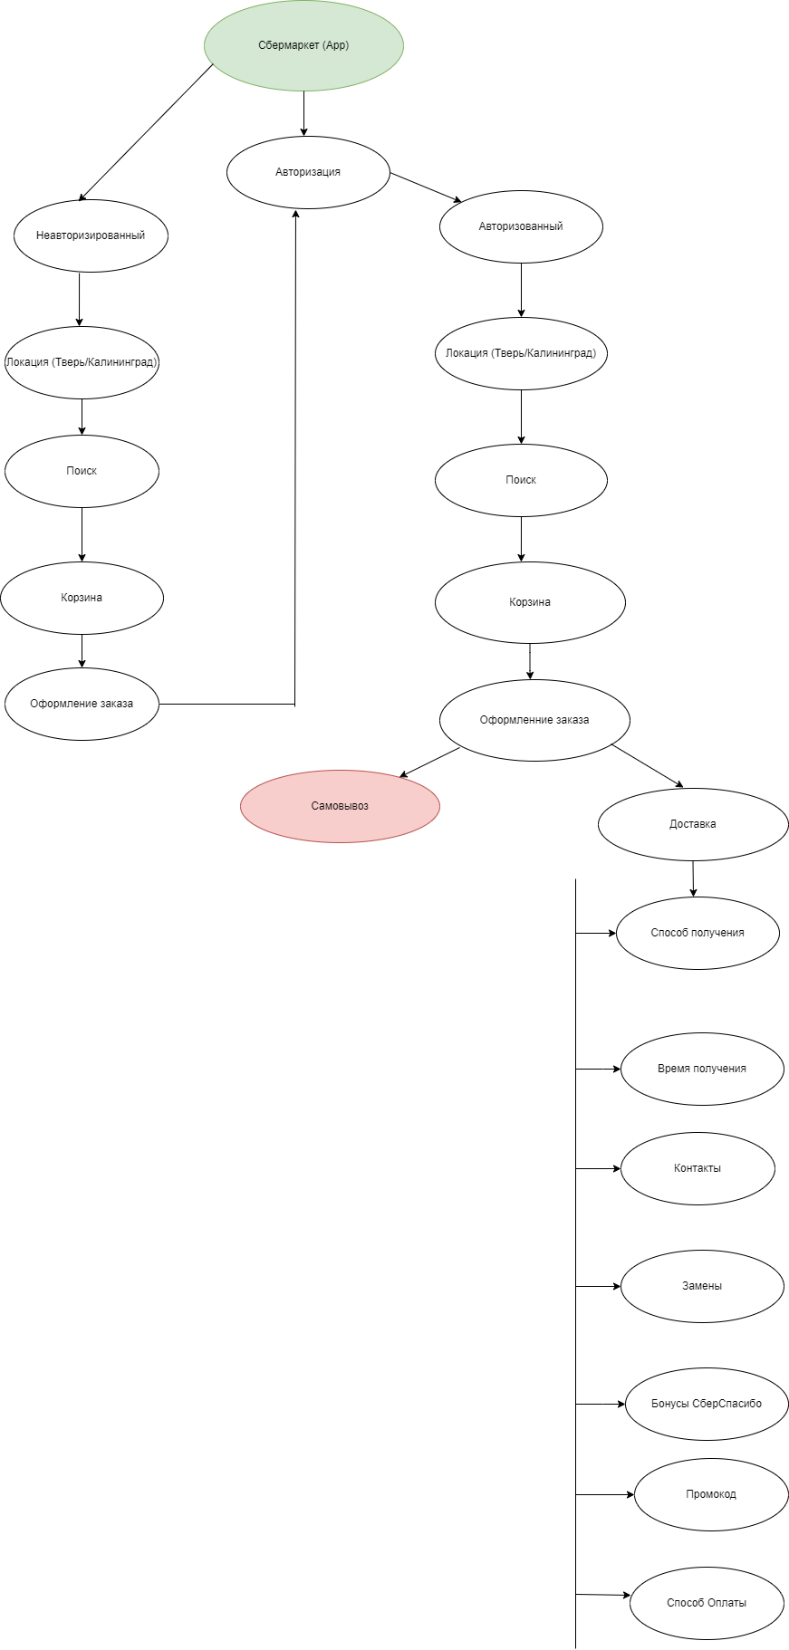 Сбермаркет (App)
Авторизация
Неавторизированный
Авторизованный
Локация (Тверь/Калининград)
Локация (Тверь/Калининград)
Поиск
Поиск
Корзина
Корзина
Оформление заказа
Оформленние заказа
Самовывоз
Доставка
Способ получения
Время получения
Контакты
Замены
Бонусы СберСпасибо
Промокод
Способ Оплаты